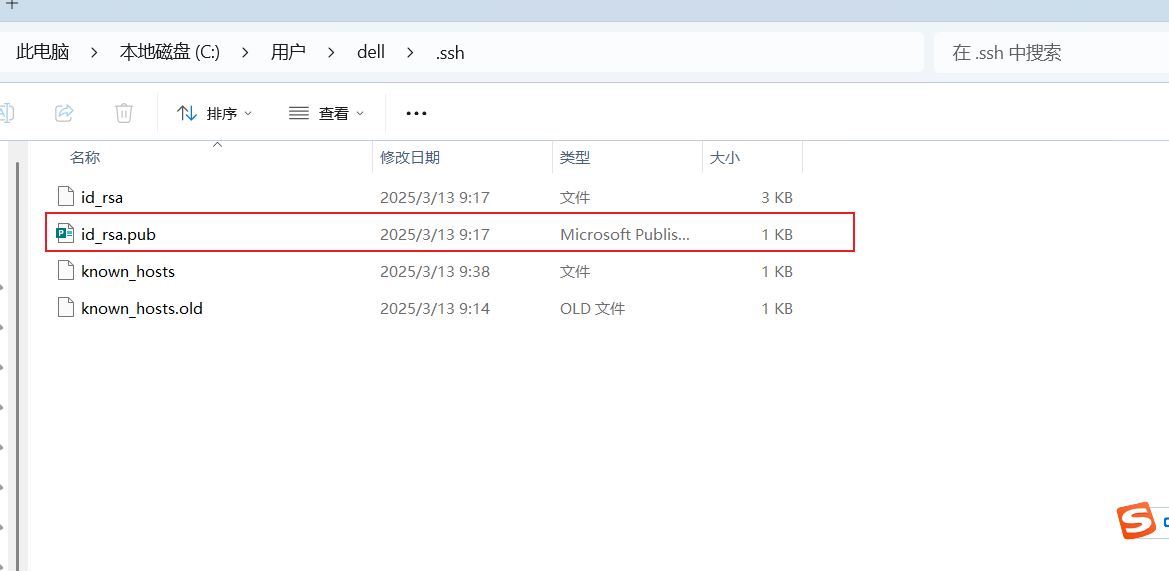 此电脑 > 本地磁盘 (C:) > 用户 > dell > .ssh
在 .ssh 中搜索
排序 查看 ...
名称 修改日期 类型 大小
id_rsa 2025/3/13 9:17 文件 3 KB
id_rsa.pub 2025/3/13 9:17 Microsoft Publis... 1 KB
known_hosts 2025/3/13 9:38 文件 1 KB
known_hosts.old 2025/3/13 9:14 OLD 文件 1 KB